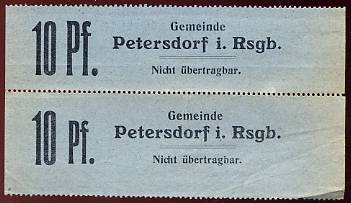 10 Pf.
Gemeinde
Petersdorf i. Rsgb.
Nicht übertragbar.
10 Pf.
Gemeinde
Petersdorf i. Rsgb.
Nicht übertragbar.